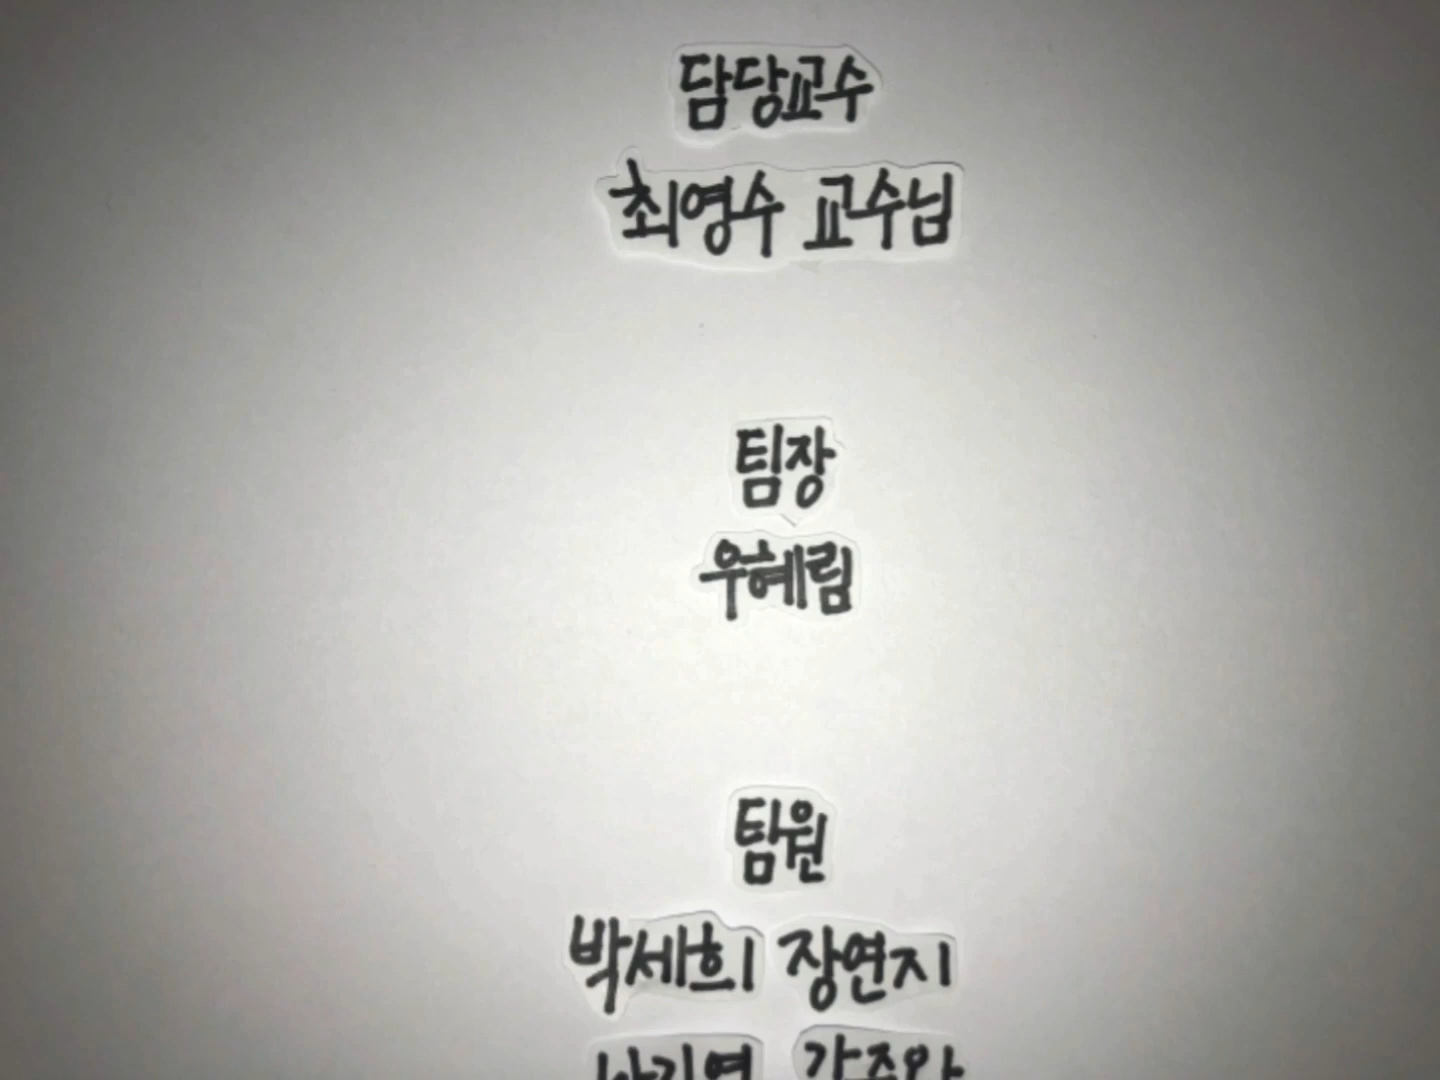 담당교수
최영수 교수님
팀장
우혜림
팀원
박세희 장연지